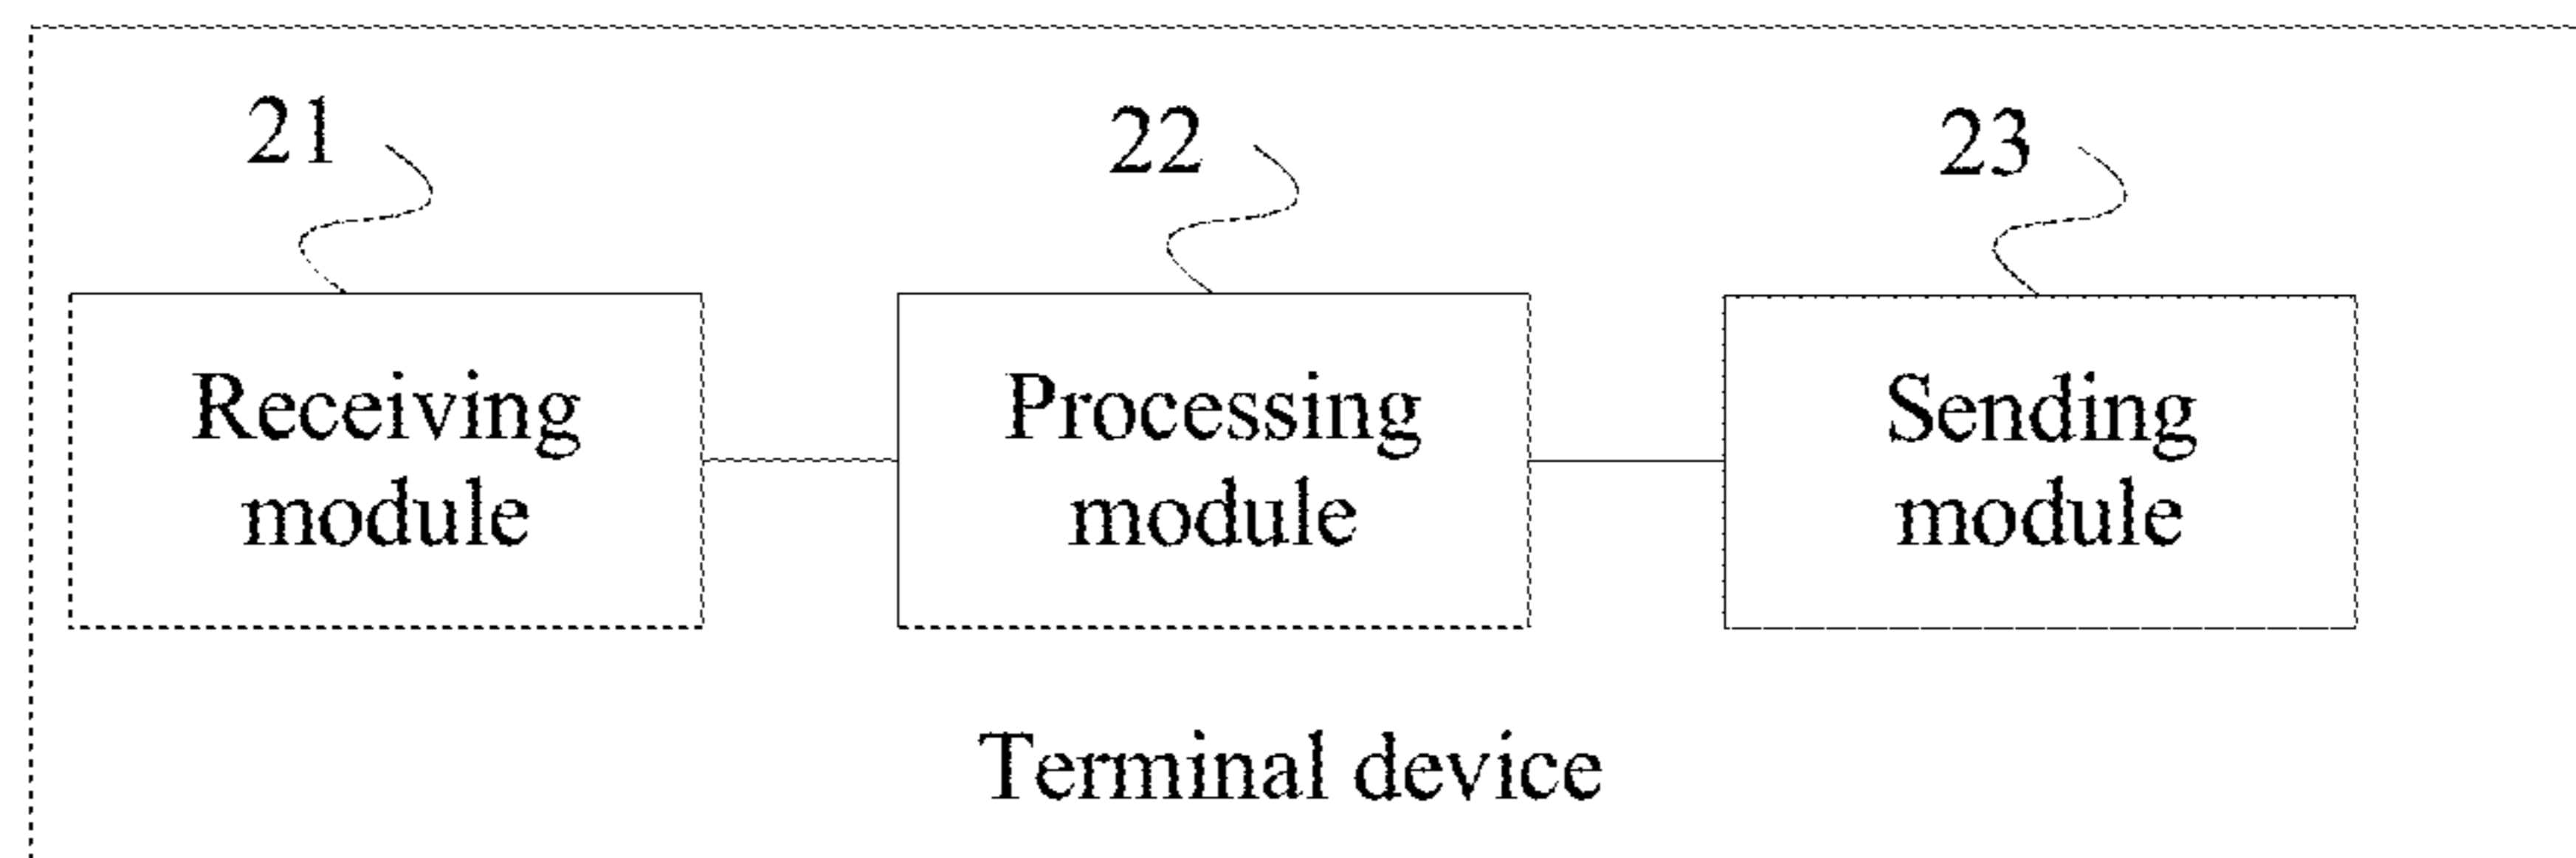 21
22
23
Receiving
module
Processing
module
Sending
module
Terminal device